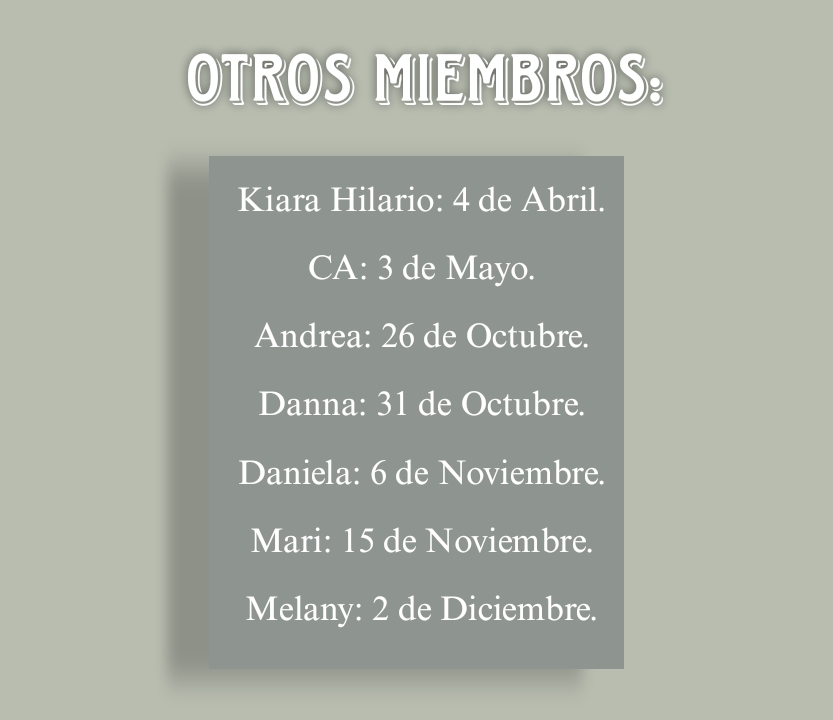 OTROS MIEMBROS:
Kiara Hilario: 4 de Abril.
CA: 3 de Mayo.
Andrea: 26 de Octubre.
Danna: 31 de Octubre.
Daniela: 6 de Noviembre.
Mari: 15 de Noviembre.
Melany: 2 de Diciembre.